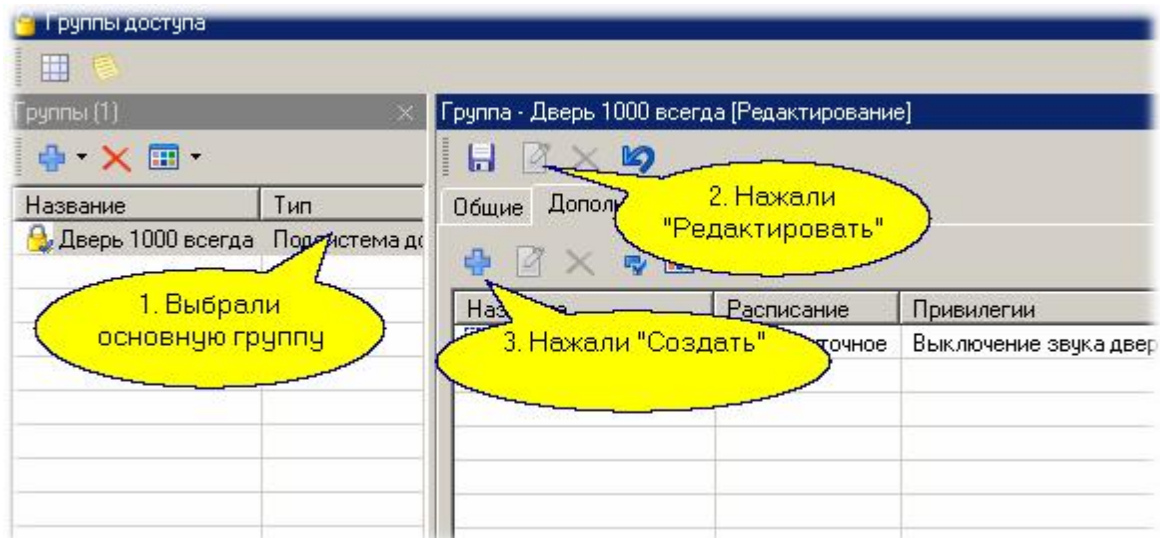 Группы доступа
Группы (1)
Группа - Дверь 1000 всегда [Редактирование]
2. Нажали
"Редактировать"
Название Тип
Общие
Дверь 1000 всегда
1. Выбрали
основную группу
Расписание Привилегии
3. Нажали "Создать"
Выключение звука двер